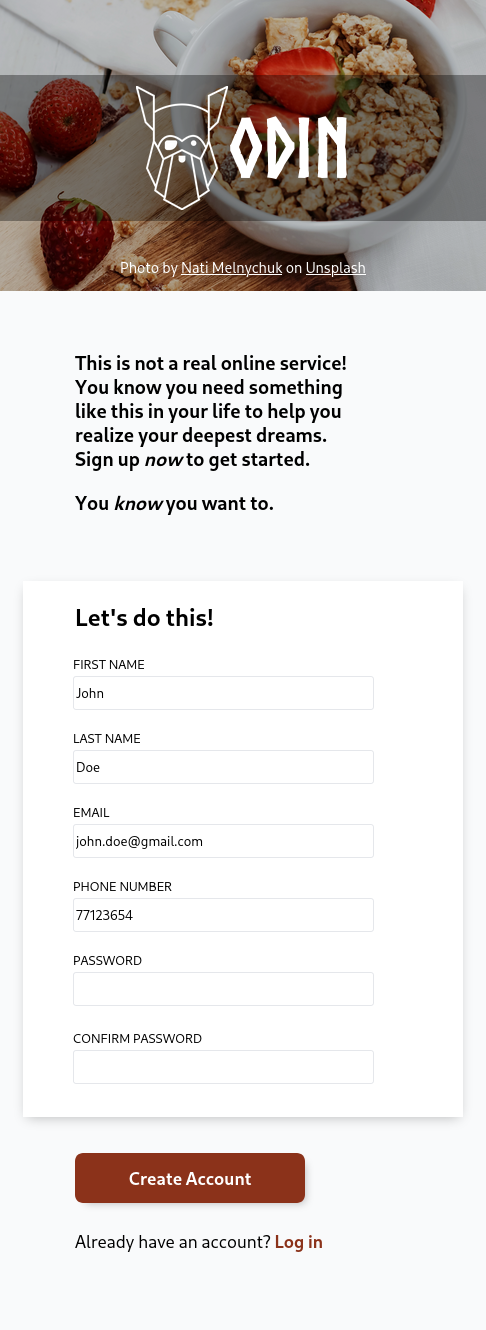 ODIN
Photo by Nati Melnychuk on Unsplash
This is not a real online service!
You know you need something
like this in your life to help you
realize your deepest dreams.
Sign up now to get started.
You know you want to.
Let's do this!
FIRST NAME
John
LAST NAME
Doe
EMAIL
john.doe@gmail.com
PHONE NUMBER
77123654
PASSWORD
CONFIRM PASSWORD
Create Account
Already have an account? Log in